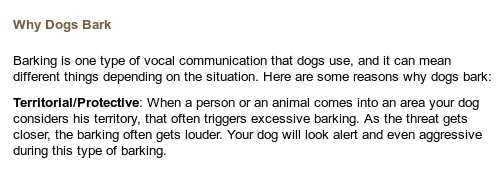 Why Dogs Bark
Barking is one type of vocal communication that dogs use, and it can mean
different things depending on the situation. Here are some reasons why dogs bark:
Territorial/Protective: When a person or an animal comes into an area your dog
considers his territory, that often triggers excessive barking. As the threat gets
closer, the barking often gets louder. Your dog will look alert and even aggressive
during this type of barking.